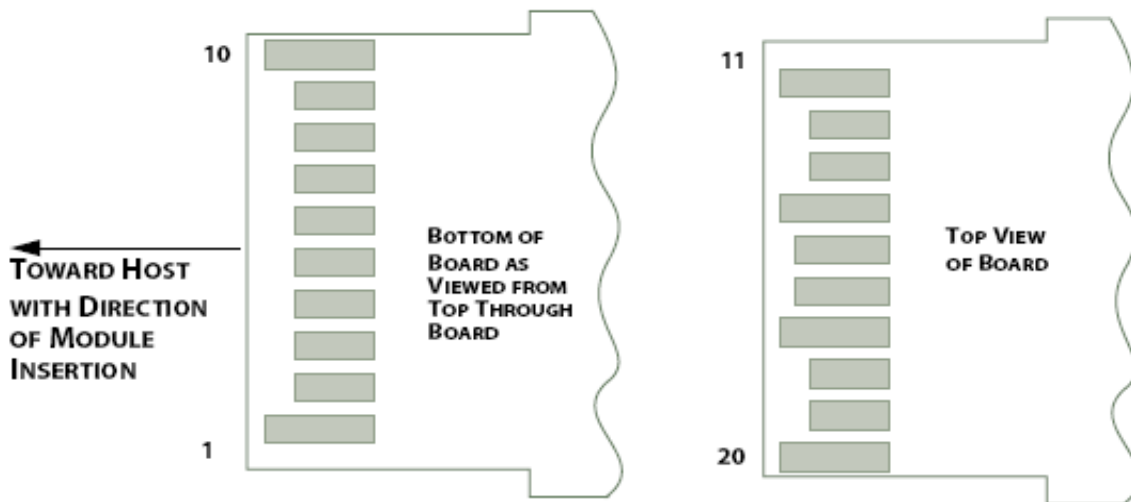 10
TOWARD HOST
WITH DIRECTION
OF MODULE
INSERTION
1
BOTTOM OF
BOARD AS
VIEWED FROM
TOP THROUGH
BOARD
11
20
TOP VIEW
OF BOARD